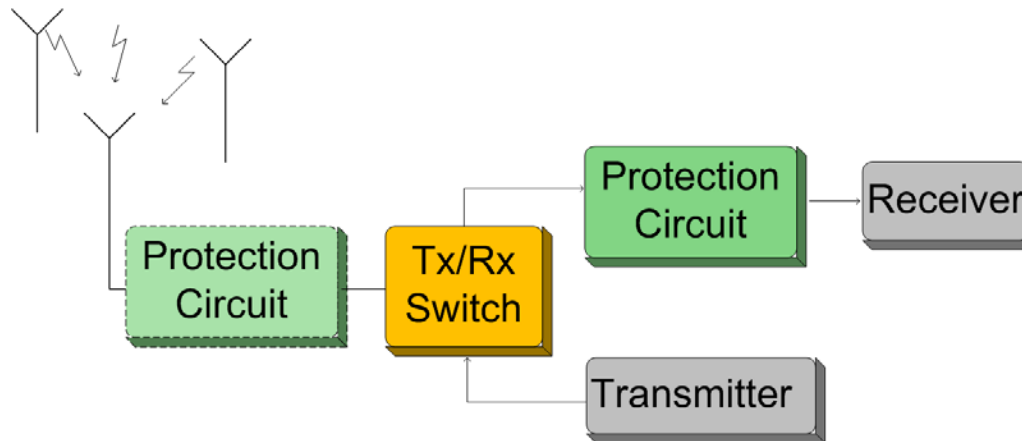 Protection
Circuit
Tx/Rx
Switch
Protection
Circuit
Receiver
Transmitter